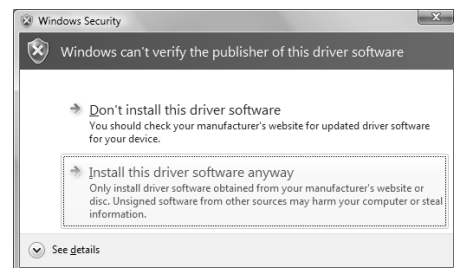 Windows Security
Windows can't verify the publisher of this driver software
Don't install this driver software
You should check your manufacturer's website for updated driver software
for your device.
Install this driver software anyway
Only install driver software obtained from your manufacturer's website or
disc. Unsigned software from other sources may harm your computer or steal
information.
See details